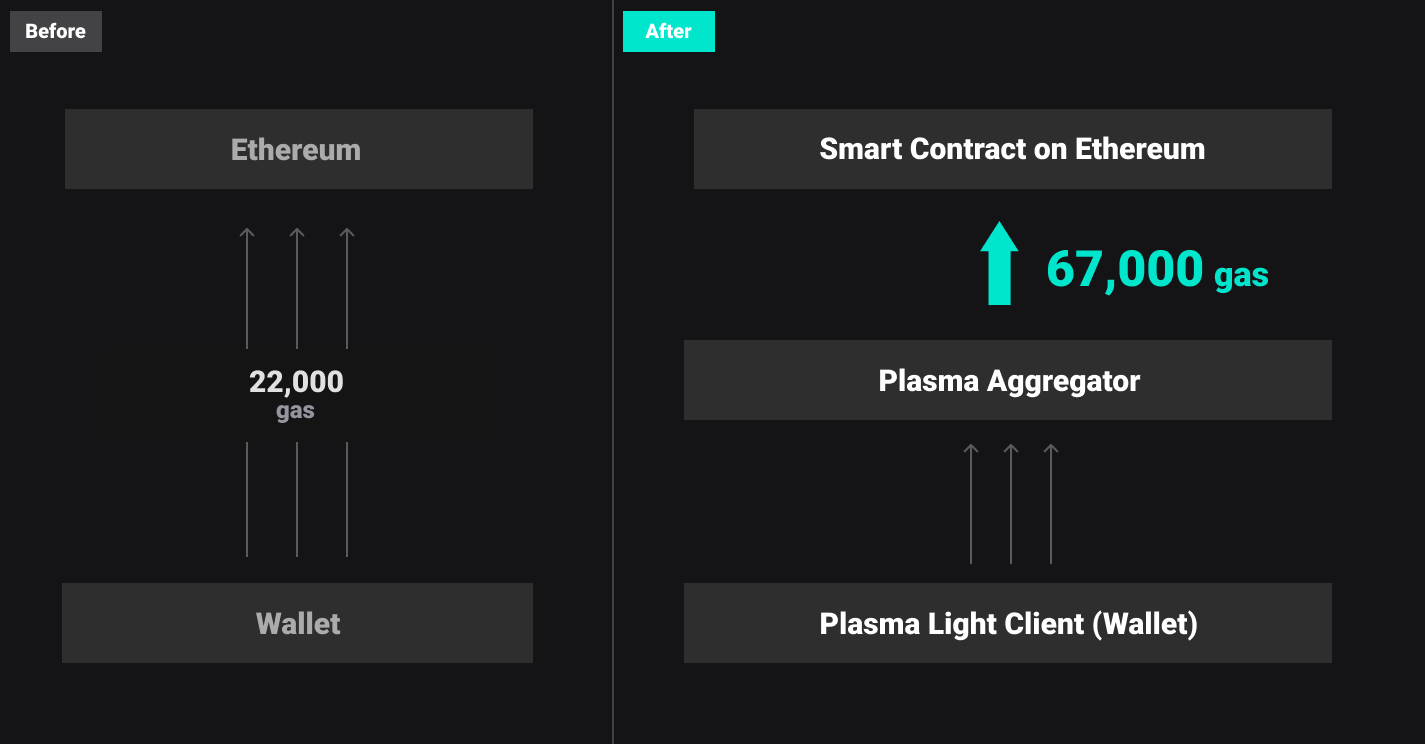 Before
Ethereum
22,000
gas
Wallet
After
Smart Contract on Ethereum
67,000 gas
Plasma Aggregator
Plasma Light Client (Wallet)